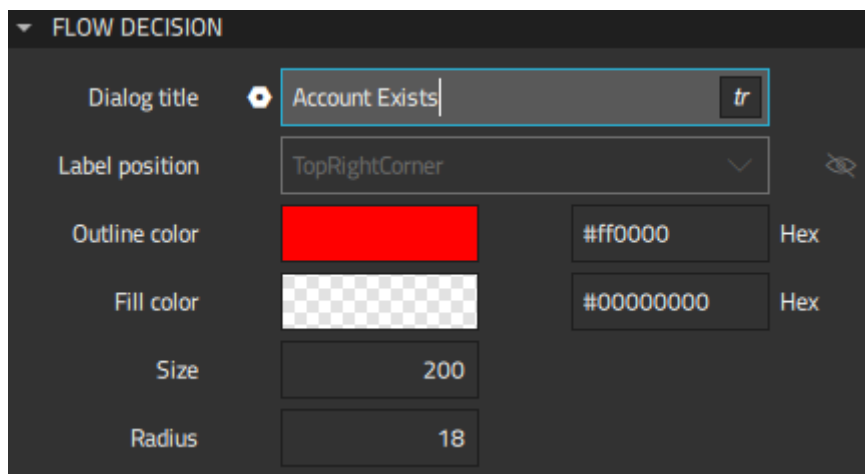 FLOW DECISION
Dialog title Account Exists tr
Label position TopRightCorner
Outline color #ff0000 Hex
Fill color #00000000 Hex
Size 200
Radius 18